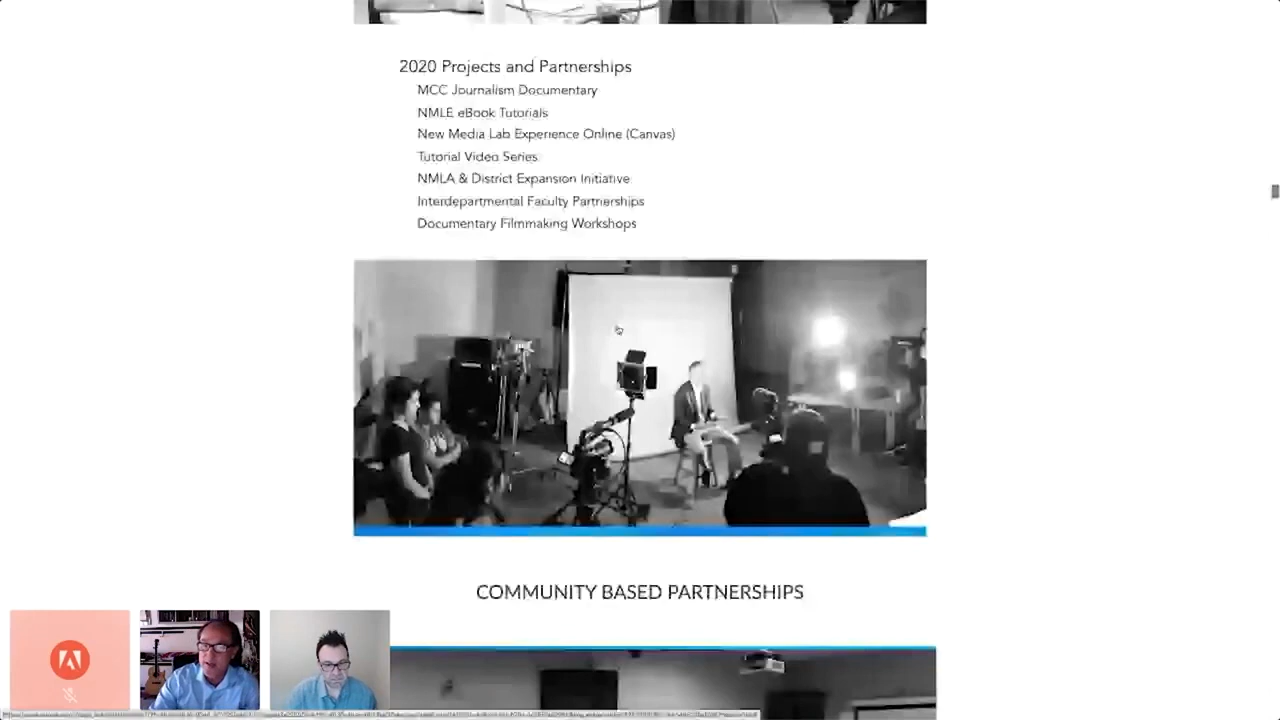 2020 Projects and Partnerships
MCC Journalism Documentary
NMLE eBook Tutorials
New Media Lab Experience Online (Canvas)
Tutorial Video Series
NMLA & District Expansion Initiative
Interdepartmental Faculty Partnerships
Documentary Filmmaking Workshops
COMMUNITY BASED PARTNERSHIPS